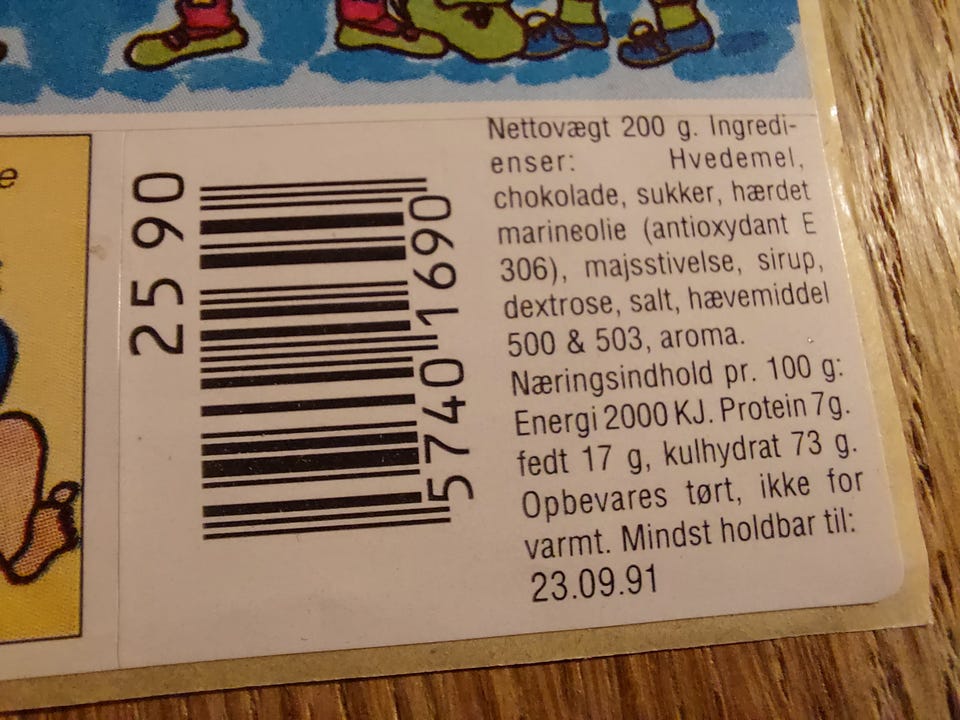 e
2590
5740 1690
Nettovægt 200 g. Ingredi-
enser: Hvedemel,
chokolade, sukker, hærdet
marineolie (antioxydant E
306), majsstivelse, sirup,
dextrose, salt, hævemiddel
500 & 503, aroma.
Næringsindhold pr. 100 g:
Energi 2000 KJ. Protein 7g.
fedt 17 g, kulhydrat 73 g.
Opbevares tørt, ikke for
varmt. Mindst holdbar til:
23.09.91